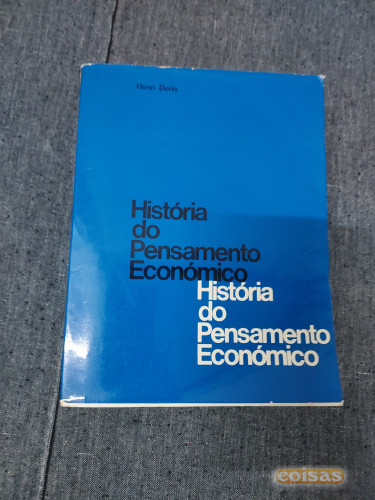 Henri Denis
História
do
Pensamento
Económico
História
do
Pensamento
Económico
coisas